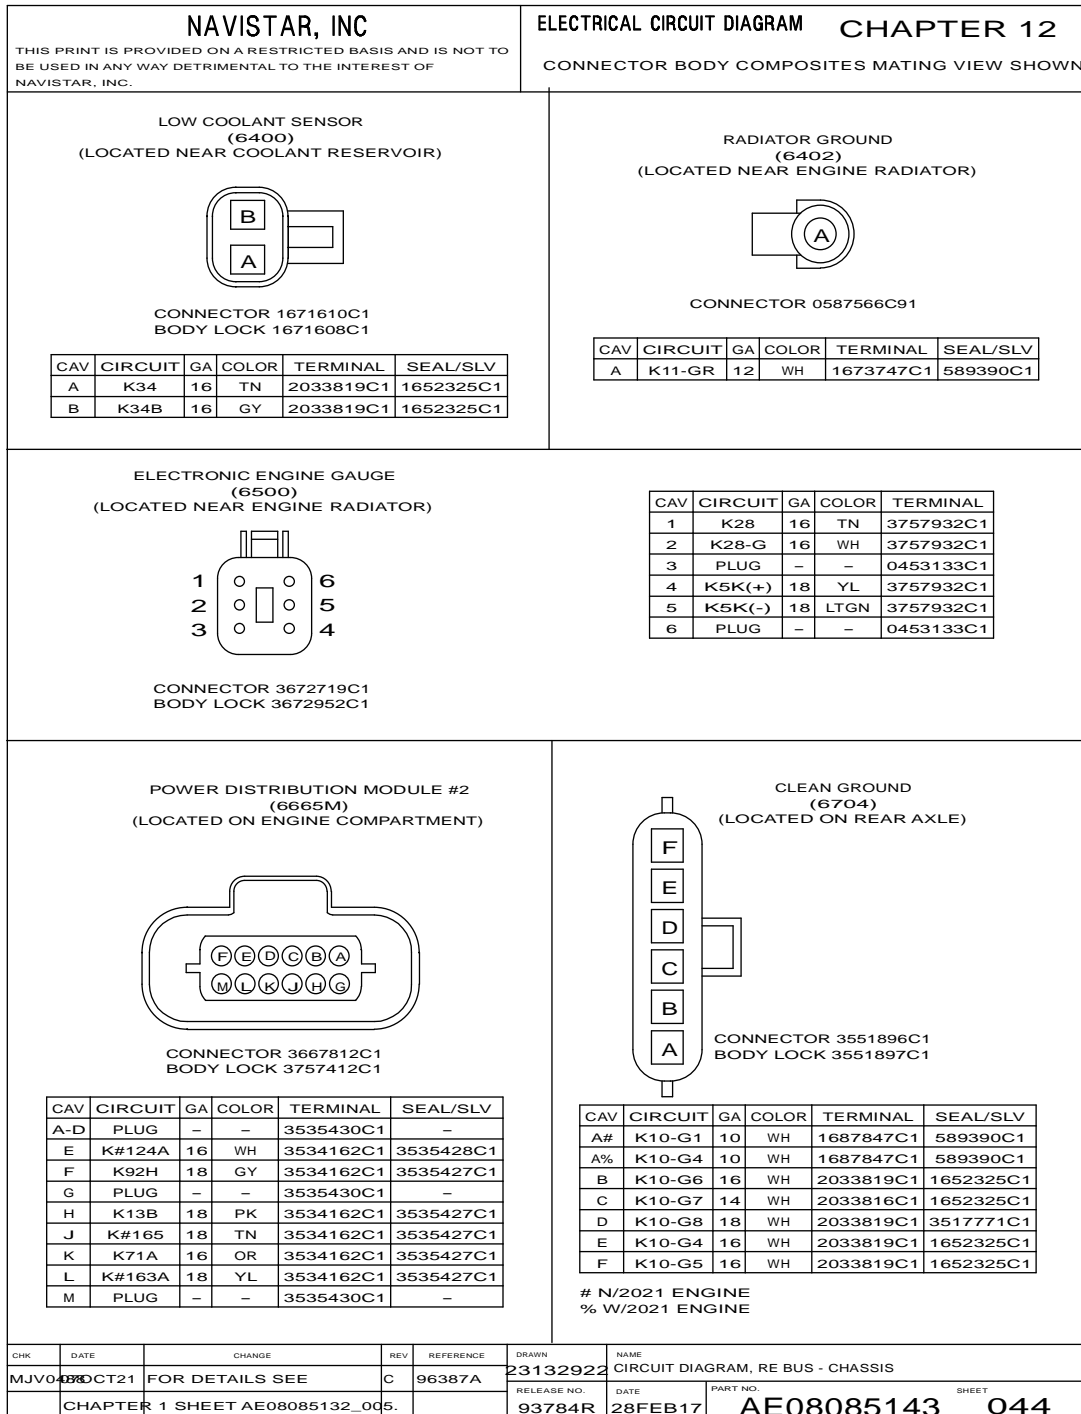 NAVISTAR, INC
THIS PRINT IS PROVIDED ON A RESTRICTED BASIS AND IS NOT TO
BE USED IN ANY WAY DETRIMENTAL TO THE INTEREST OF
NAVISTAR, INC.
ELECTRICAL CIRCUIT DIAGRAM CHAPTER 12
CONNECTOR BODY COMPOSITES MATING VIEW SHOWN
LOW COOLANT SENSOR
(6400)
(LOCATED NEAR COOLANT RESERVOIR)
B
A
CONNECTOR 1671610C1
BODY LOCK 1671608C1
CAV CIRCUIT GA COLOR TERMINAL SEAL/SLV
A K34 16 TN 2033819C1 1652325C1
B K34B 16 GY 2033819C1 1652325C1
RADIATOR GROUND
(6402)
(LOCATED NEAR ENGINE RADIATOR)
A
CONNECTOR 0587566C91
CAV CIRCUIT GA COLOR TERMINAL SEAL/SLV
A K11-GR 12 WH 1673747C1 589390C1
ELECTRONIC ENGINE GAUGE
(6500)
(LOCATED NEAR ENGINE RADIATOR)
1 6
2 5
3 4
CONNECTOR 3672719C1
BODY LOCK 3672952C1
CAV CIRCUIT GA COLOR TERMINAL
1 K28 16 TN 3757932C1
2 K28-G 16 WH 3757932C1
3 PLUG – – 0453133C1
4 K5K(+) 18 YL 3757932C1
5 K5K(-) 18 LTGN 3757932C1
6 PLUG – – 0453133C1
POWER DISTRIBUTION MODULE #2
(6665M)
(LOCATED ON ENGINE COMPARTMENT)
F E D C B A
M L K J H G
CONNECTOR 3667812C1
BODY LOCK 3757412C1
CAV CIRCUIT GA COLOR TERMINAL SEAL/SLV
A-D PLUG – – 3535430C1 –
E K#124A 16 WH 3534162C1 3535428C1
F K92H 18 GY 3534162C1 3535427C1
G PLUG – – 3535430C1 –
H K13B 18 PK 3534162C1 3535427C1
J K#165 18 TN 3534162C1 3535427C1
K K71A 16 OR 3534162C1 3535427C1
L K#163A 18 YL 3534162C1 3535427C1
M PLUG – – 3535430C1 –
CLEAN GROUND
(6704)
(LOCATED ON REAR AXLE)
F
E
D
C
B
A
CONNECTOR 3551896C1
BODY LOCK 3551897C1
CAV CIRCUIT GA COLOR TERMINAL SEAL/SLV
A# K10-G1 10 WH 1687847C1 589390C1
A% K10-G4 10 WH 1687847C1 589390C1
B K10-G6 16 WH 2033819C1 1652325C1
C K10-G7 14 WH 2033816C1 1652325C1
D K10-G8 18 WH 2033819C1 3517771C1
E K10-G4 16 WH 2033819C1 1652325C1
F K10-G5 16 WH 2033819C1 1652325C1
# N/2021 ENGINE
% W/2021 ENGINE
CHK DATE CHANGE REV REFERENCE
OCT21 FOR DETAILS SEE C 96387A
CHAPTER 1 SHEET AE08085132_005.
DRAWN NAME
23132922 CIRCUIT DIAGRAM, RE BUS - CHASSIS
RELEASE NO. DATE PART NO. SHEET
93784R 28FEB17 AE08085143 044